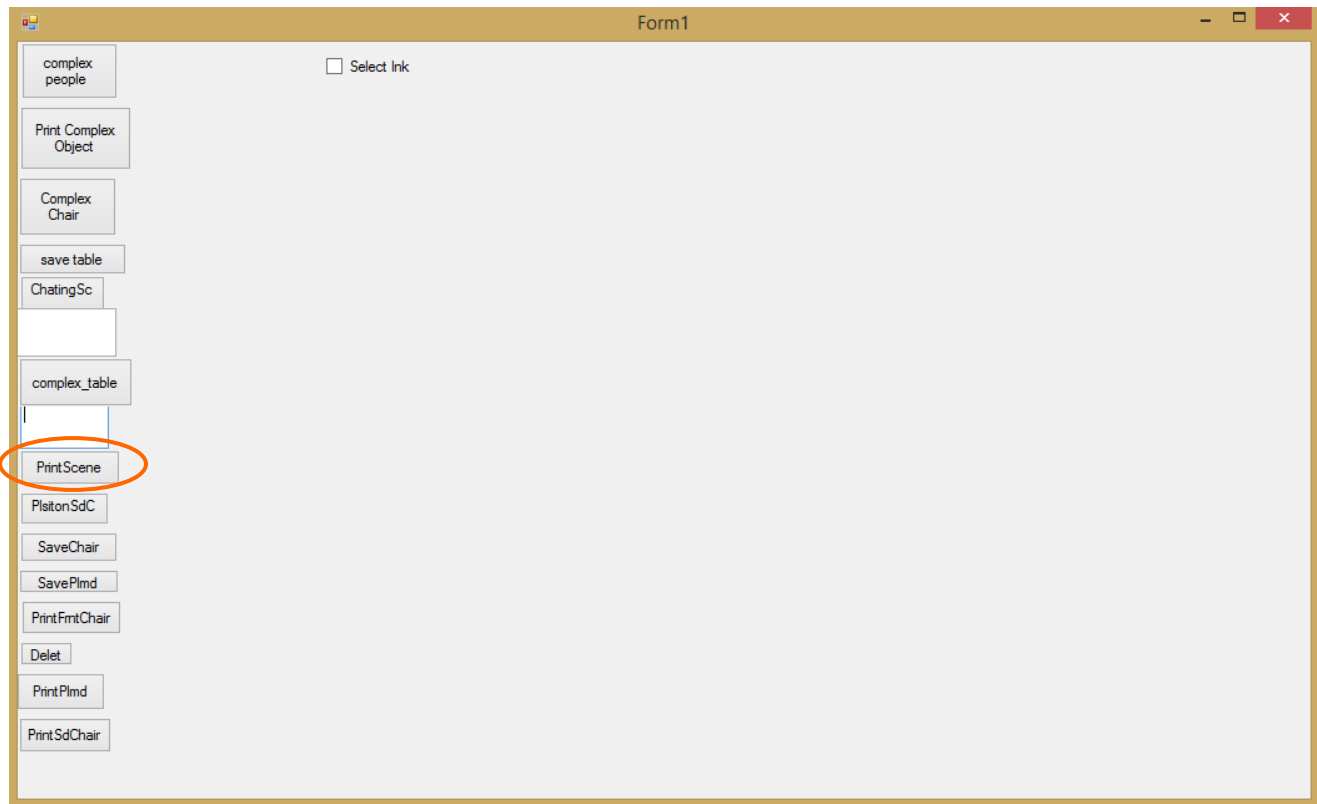 Form1
complex
people
Select Ink
Print Complex
Object
Complex
Chair
save table
ChatingSc
complex_table
PrintScene
PlsitonSdC
SaveChair
SavePlmd
PrintFrntChair
Delet
PrintPlmd
PrintSdChair